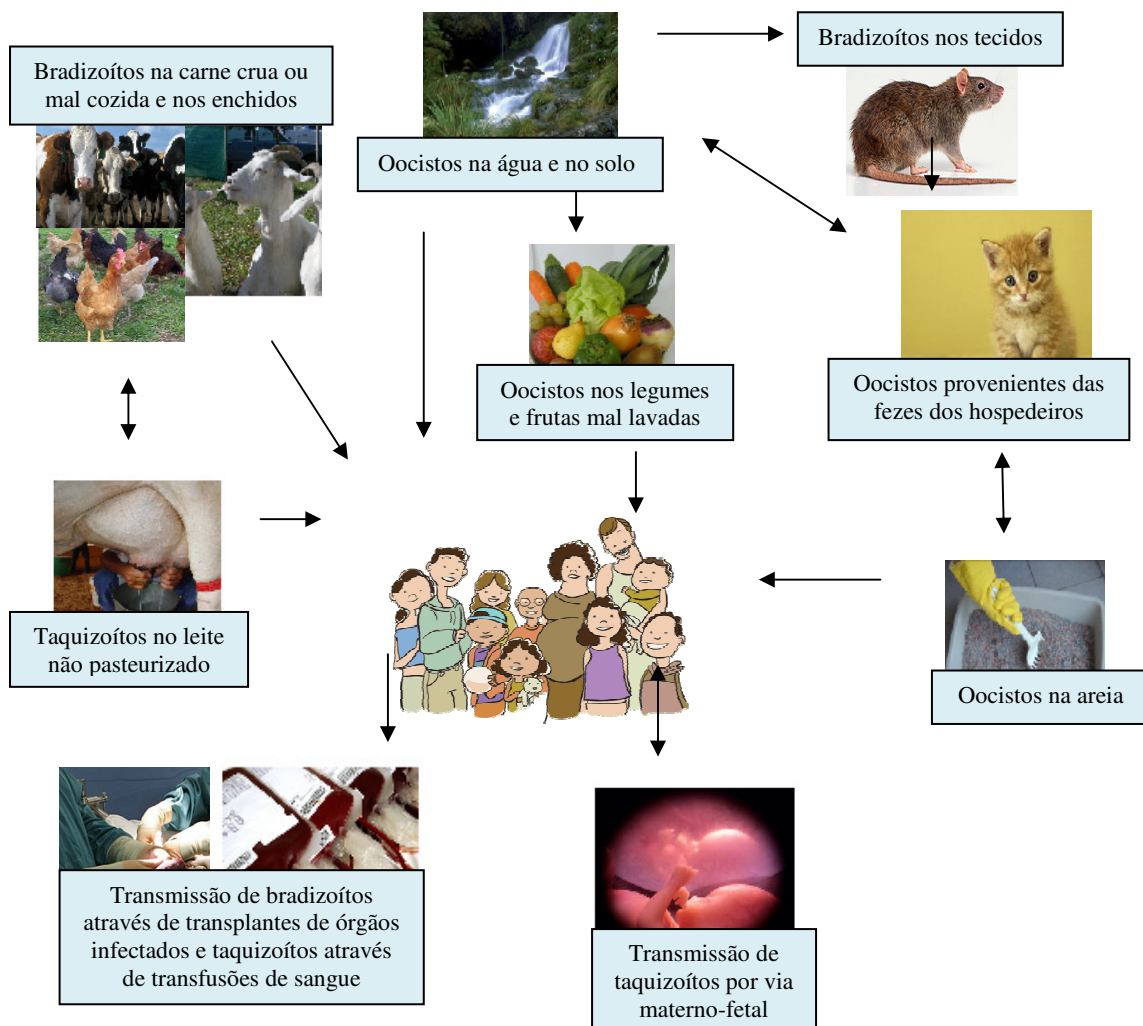 Bradizoítos na carne crua ou
mal cozida e nos enchidos
Oocistos na água e no solo
Bradizoítos nos tecidos
Oocistos nos legumes
e frutas mal lavadas
Oocistos provenientes das
fezes dos hospedeiros
Taquizoítos no leite
não pasteurizado
Oocistos na areia
Transmissão de bradizoítos
através de transplantes de órgãos
infectados e taquizoítos através
de transfusões de sangue
Transmissão de
taquizoítos por via
materno-fetal